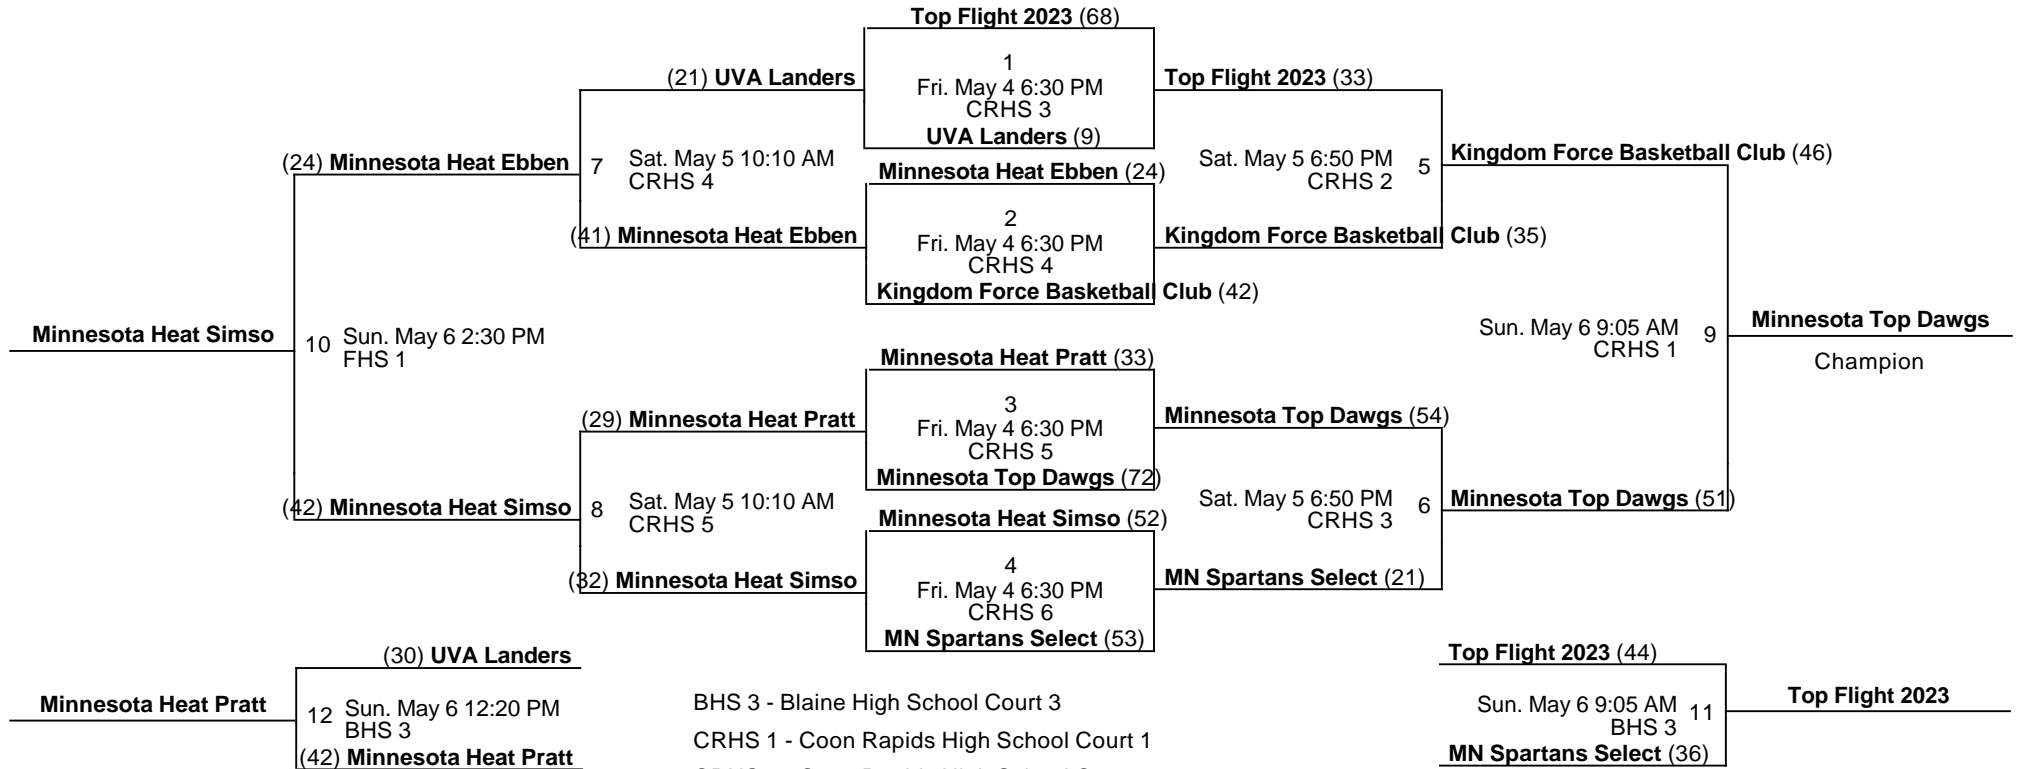 Top Flight 2023 (68)
1
Fri. May 4 6:30 PM
CRHS 3
UVA Landers (9)
(21) UVA Landers
Top Flight 2023 (33)
(24) Minnesota Heat Ebben
7
Sat. May 5 10:10 AM
CRHS 4
Minnesota Heat Ebben (24)
Sat. May 5 6:50 PM
CRHS 2
5
Kingdom Force Basketball Club (46)
2
Fri. May 4 6:30 PM
CRHS 4
Kingdom Force Basketball Club (42)
(41) Minnesota Heat Ebben
Kingdom Force Basketball Club (35)
Minnesota Heat Simso
10
Sun. May 6 2:30 PM
FHS 1
Sun. May 6 9:05 AM
CRHS 1
9
Minnesota Top Dawgs
Champion
Minnesota Heat Pratt (33)
3
Fri. May 4 6:30 PM
CRHS 5
Minnesota Top Dawgs (72)
(29) Minnesota Heat Pratt
Minnesota Top Dawgs (54)
(42) Minnesota Heat Simso
8
Sat. May 5 10:10 AM
CRHS 5
Minnesota Heat Simso (52)
Sat. May 5 6:50 PM
CRHS 3
6
Minnesota Top Dawgs (51)
4
Fri. May 4 6:30 PM
CRHS 6
MN Spartans Select (53)
(32) Minnesota Heat Simso
MN Spartans Select (21)
(30) UVA Landers
Top Flight 2023 (44)
Minnesota Heat Pratt
12
Sun. May 6 12:20 PM
BHS 3
(42) Minnesota Heat Pratt
BHS 3 - Blaine High School Court 3
CRHS 1 - Coon Rapids High School Court 1
Sun. May 6 9:05 AM
BHS 3
11
Top Flight 2023
MN Spartans Select (36)